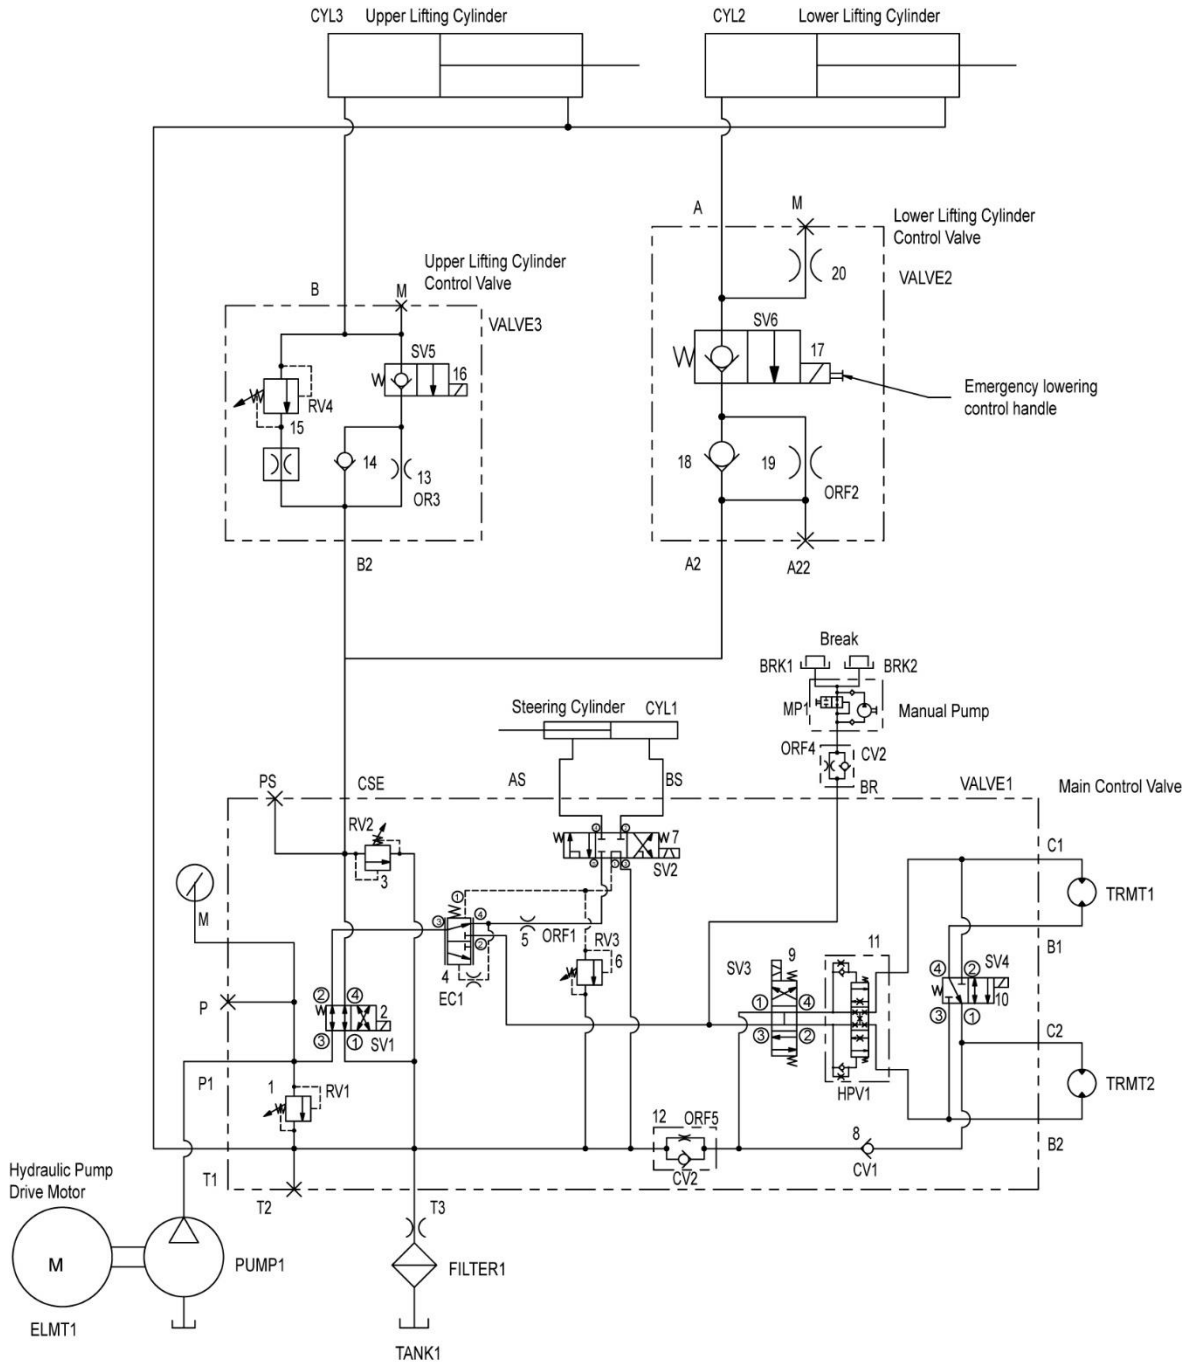 CYL3 Upper Lifting Cylinder
CYL2 Lower Lifting Cylinder
A
M
Lower Lifting Cylinder
Control Valve
VALVE2
20
SV6
17
Emergency lowering
control handle
18
19
ORF2
A2
A22
Upper Lifting Cylinder
Control Valve
B
M
VALVE3
SV5
16
RV4
15
14
13
OR3
B2
Break
BRK1
BRK2
MP1
Manual Pump
ORF4
CV2
BR
Steering Cylinder CYL1
AS
BS
PS
CSE
VALVE1
Main Control Valve
RV2
3
7
SV2
C1
TRMT1
B1
M
1
3
4
2
4
EC1
5
ORF1
RV3
6
SV3
9
1
4
3
2
11
HPV1
4
2
SV4
10
3
1
C2
TRMT2
B2
P
2
4
2
3
1
SV1
P1
1
RV1
12
ORF5
CV2
8
CV1
T1
T2
T3
Hydraulic Pump
Drive Motor
M
ELMT1
PUMP1
FILTER1
TANK1